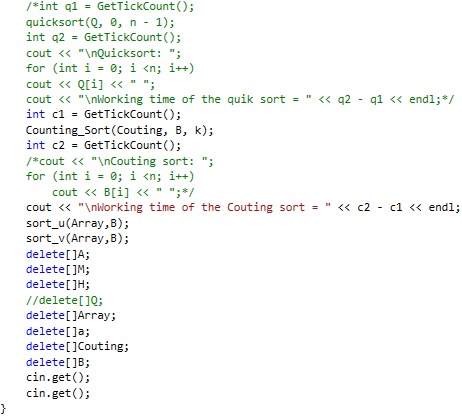 /*int q1 = GetTickCount();
quicksort(Q, 0, n - 1);
int q2 = GetTickCount();
cout << "\nQuicksort: ";
for (int i = 0; i <n; i++)
cout << Q[i] << " ";
cout << "\nWorking time of the quik sort = " << q2 - q1 << endl;*/
int c1 = GetTickCount();
Counting_Sort(Couting, B, k);
int c2 = GetTickCount();
/*cout << "\nCouting sort: ";
for (int i = 0; i <n; i++)
cout << B[i] << " ";*/
cout << "\nWorking time of the Couting sort = " << c2 - c1 << endl;
sort_u(Array,B);
sort_v(Array,B);
delete[]A;
delete[]M;
delete[]H;
//delete[]Q;
delete[]Array;
delete[]a;
delete[]Couting;
delete[]B;
cin.get();
cin.get();
}